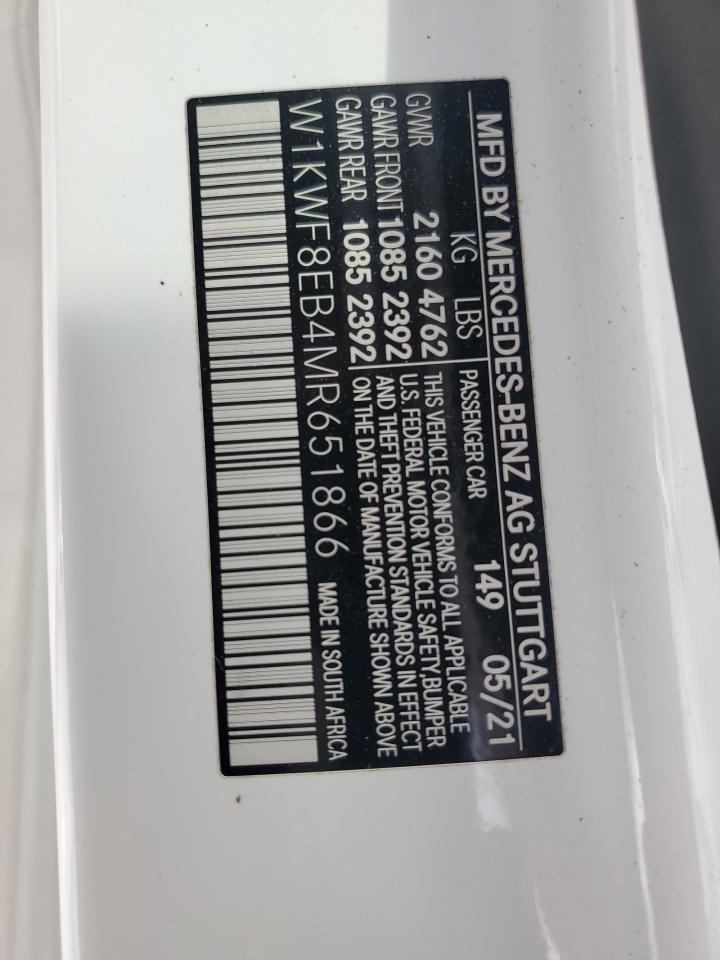 MFD BY MERCEDES-BENZ AG STUTTGART
KG LBS PASSENGER CAR 149 05/21
GVWR 2160 4762 THIS VEHICLE CONFORMS TO ALL APPLICABLE
GAWR FRONT 1085 2392 U.S. FEDERAL MOTOR VEHICLE SAFETY,BUMPER
GAWR REAR 1085 2392 AND THEFT PREVENTION STANDARDS IN EFFECT
ON THE DATE OF MANUFACTURE SHOWN ABOVE
W1KWF8EB4MR651866 MADE IN SOUTH AFRICA